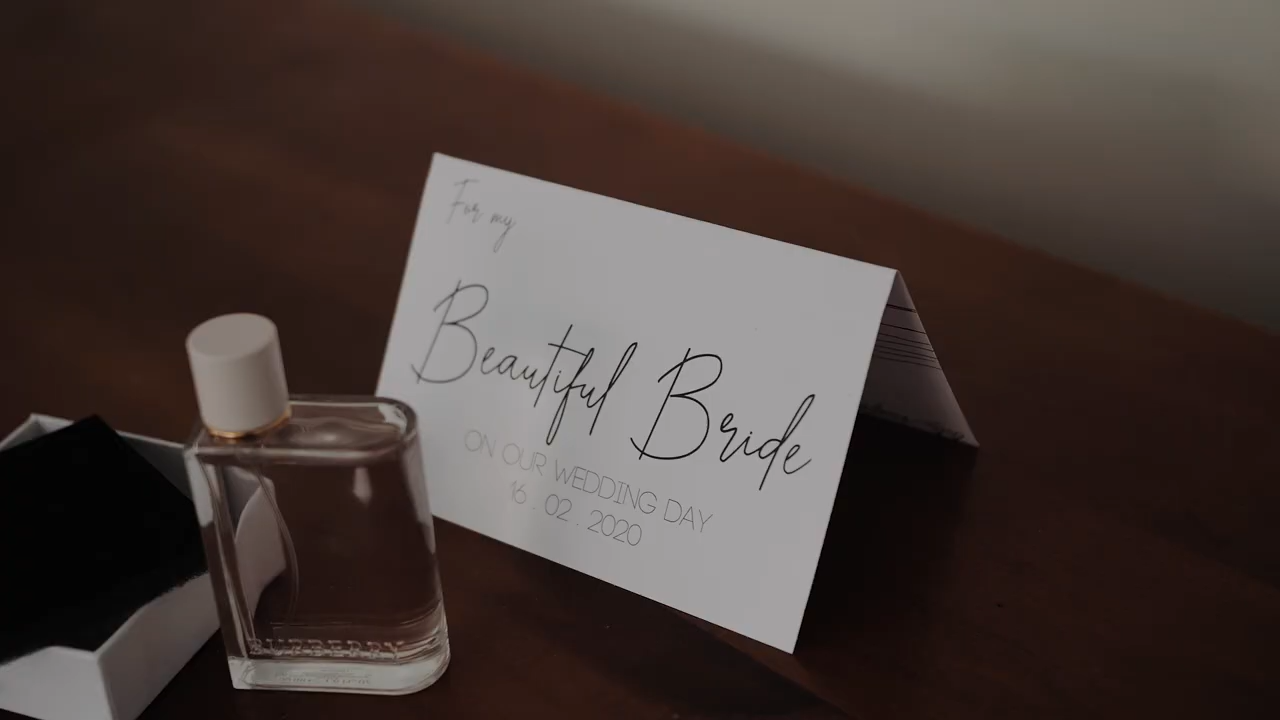 For my
Beautiful Bride
ON OUR WEDDING DAY
16 . 02 . 2020
BURBERRY